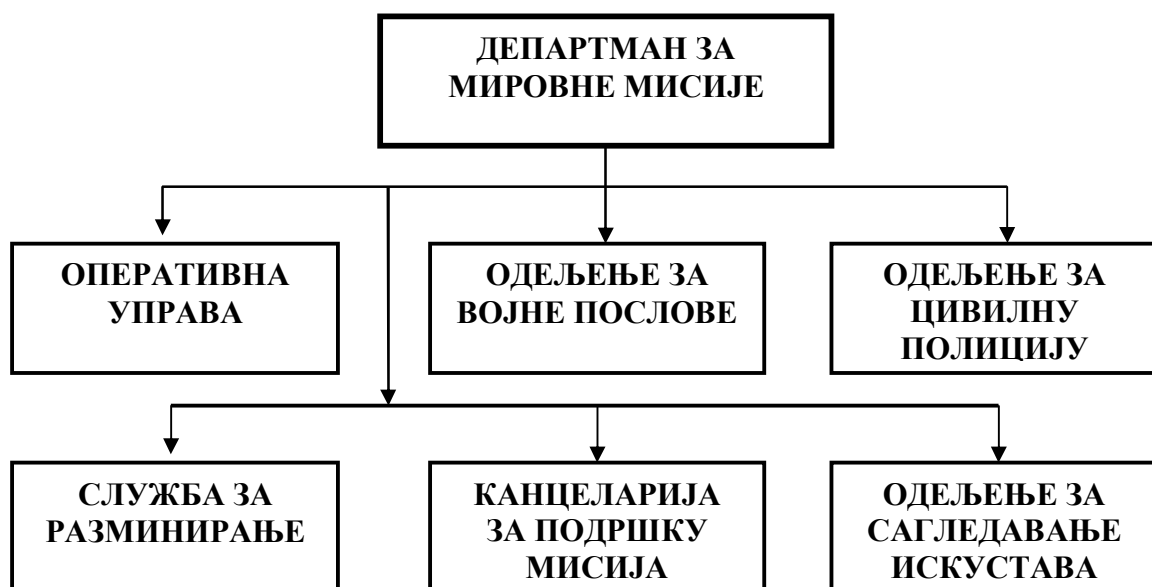 ДЕПАРТМАН ЗА
МИРОВНЕ МИСИЈЕ
ОПЕРАТИВНА
УПРАВА
ОДЕЉЕЊЕ ЗА
ВОЈНЕ ПОСЛОВЕ
ОДЕЉЕЊЕ ЗА
ЦИВИЛНУ
ПОЛИЦИЈУ
СЛУЖБА ЗА
РАЗМИНИРАЊЕ
КАНЦЕЛАРИЈА
ЗА ПОДРШКУ
МИСИЈА
ОДЕЉЕЊЕ ЗА
САГЛЕДАВАЊЕ
ИСКУСТАВА